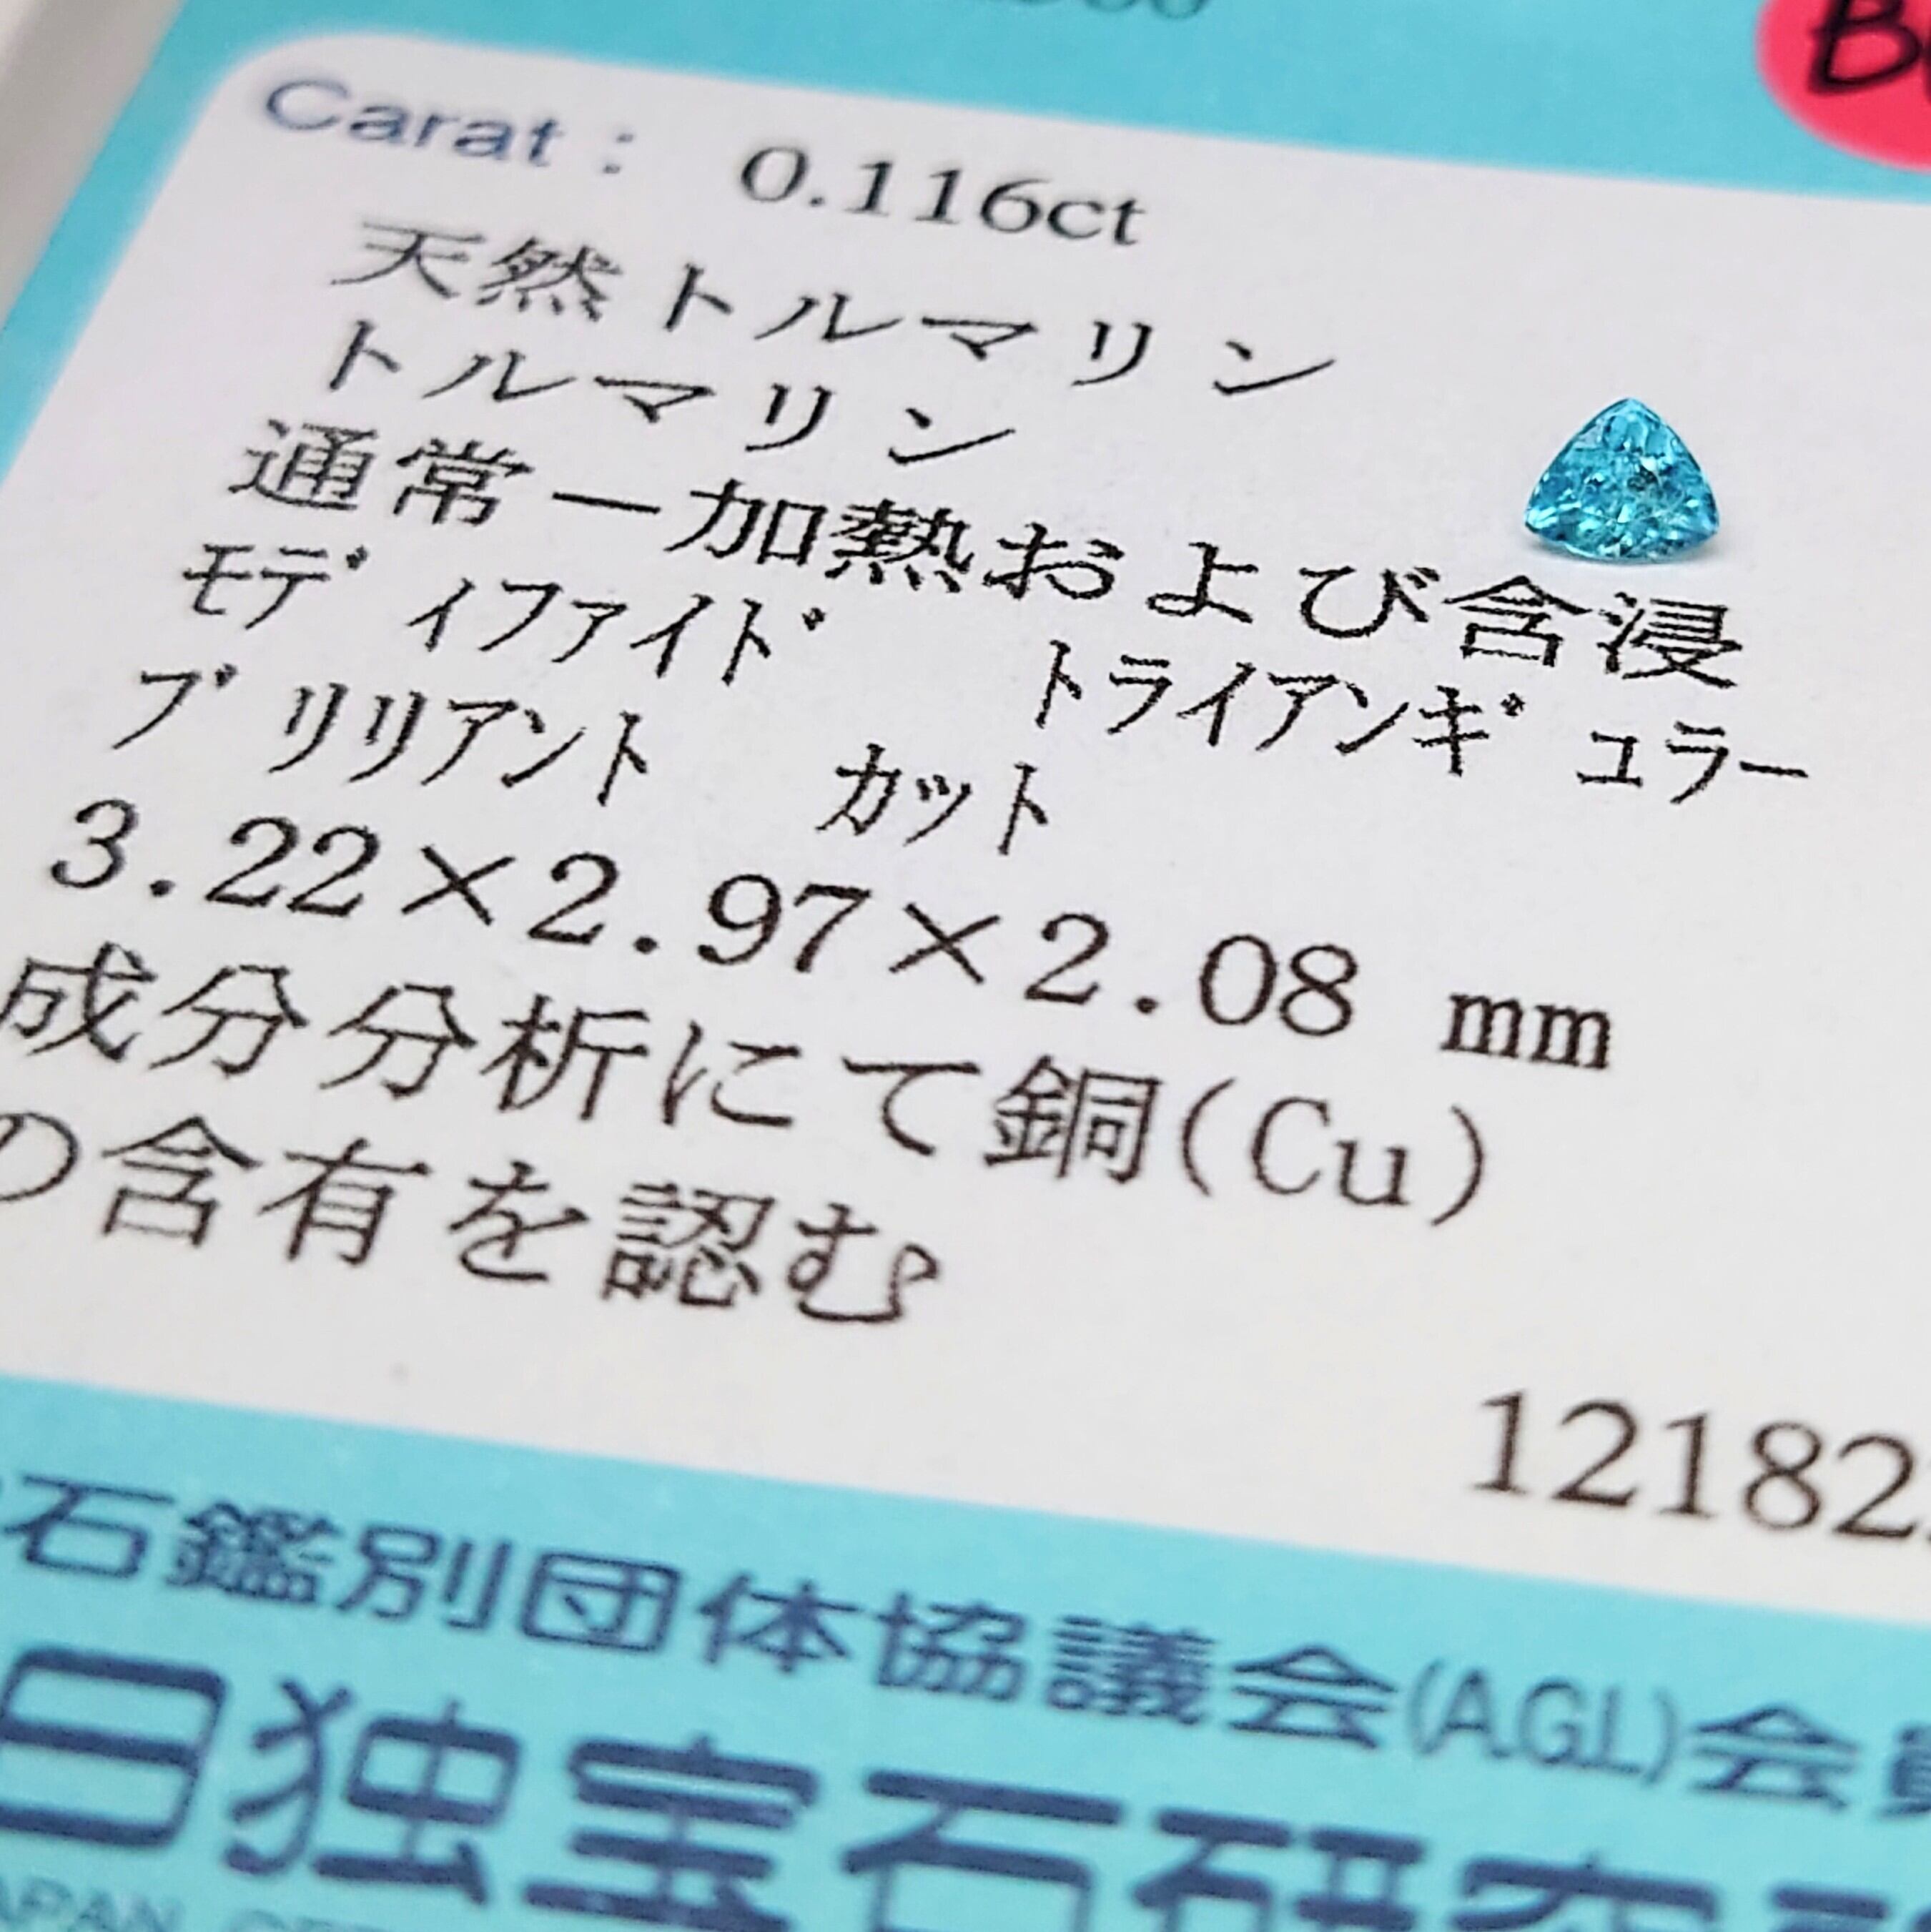 Carat : 0.116ct
天然トルマリン
トルマリン
通常－加熱および含浸
ﾓﾃﾞｨﾌｧｲﾄﾞ ﾄﾗｲｱﾝｷﾞｭﾗｰ
ﾌﾞﾘﾘｱﾝﾄ ｶｯﾄ
3.22×2.97×2.08 mm
成分分析にて銅(Cu)
の含有を認む
12182
石鑑別団体協議会(A.G.L)会員
日独宝石研究